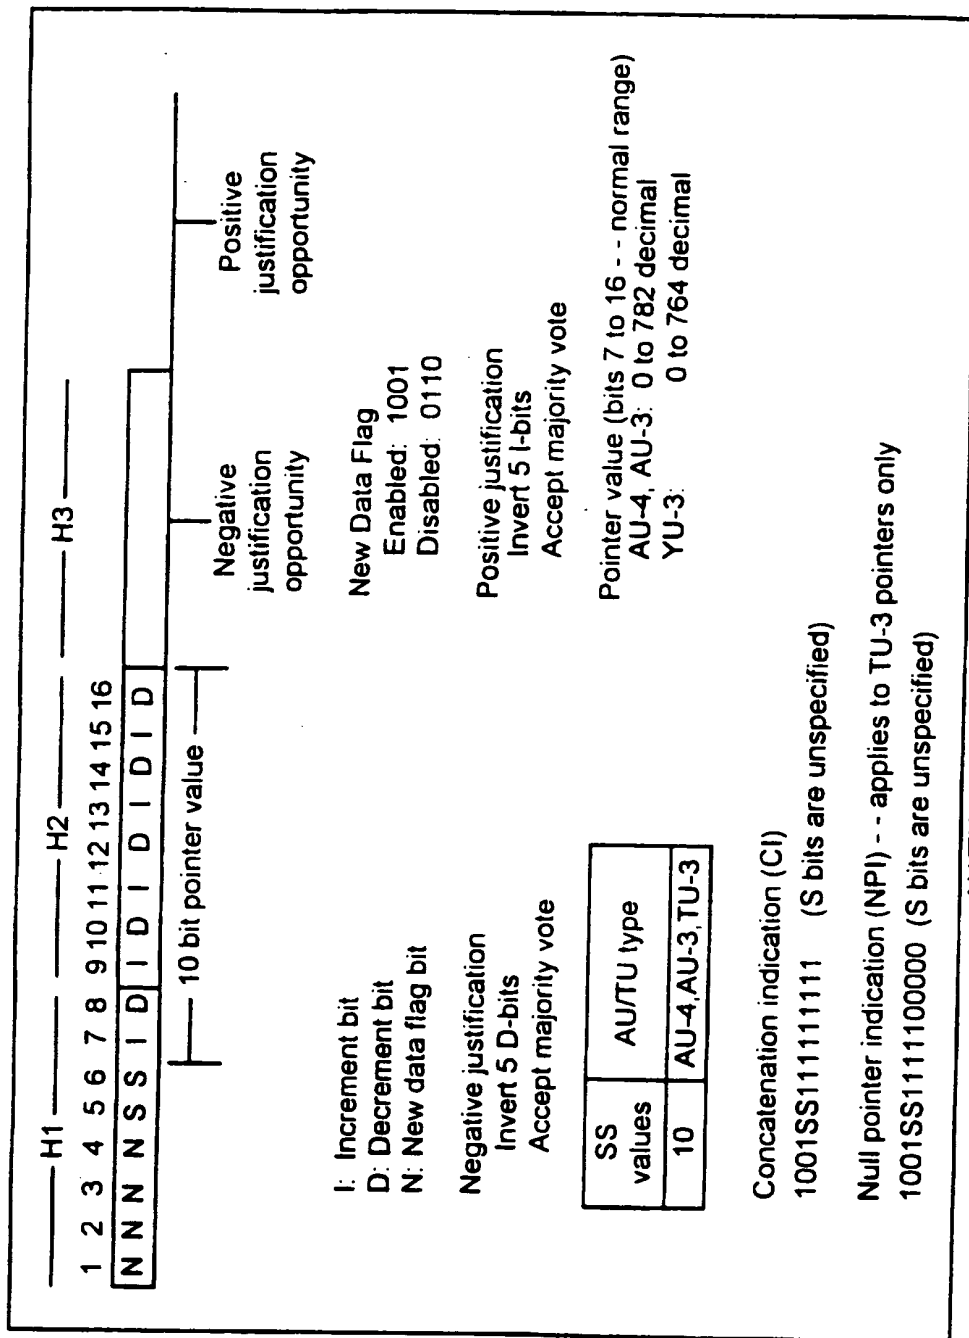 H1 H2 H3
1 2 3 4 5 6 7 8 9 10 11 12 13 14 15 16
N N N N S S I D I D I D I D I D
10 bit pointer value
Negative
justification
opportunity
Positive
justification
opportunity
I: Increment bit
D: Decrement bit
N: New data flag bit
New Data Flag
Enabled: 1001
Disabled: 0110
Negative justification
Invert 5 D-bits
Accept majority vote
Positive justification
Invert 5 I-bits
Accept majority vote
SS
values
AU/TU type
10
AU-4,AU-3,TU-3
Pointer value (bits 7 to 16 - - normal range)
AU-4, AU-3: 0 to 782 decimal
YU-3: 0 to 764 decimal
Concatenation indication (CI)
1001SS1111111111 (S bits are unspecified)
Null pointer indication (NPI) - - applies to TU-3 pointers only
1001SS1111100000 (S bits are unspecified)